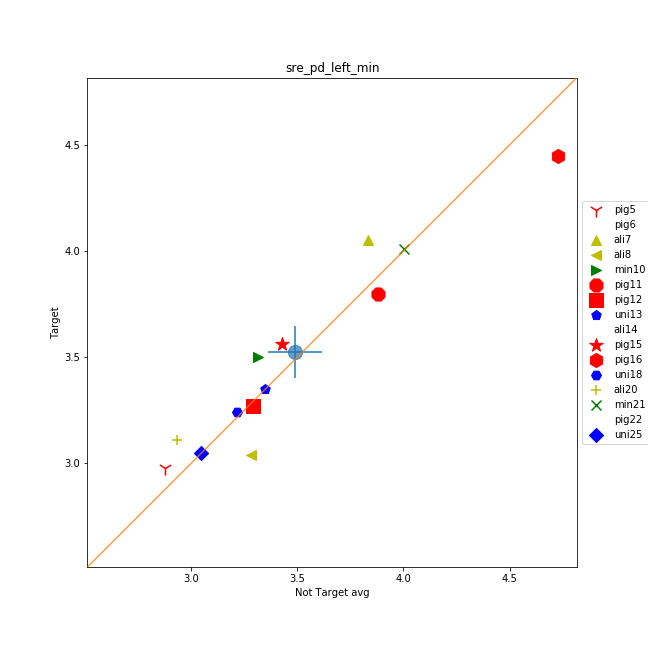 sre_pd_left_min
4.5
4.0
3.5
3.0
Target
3.0 3.5 4.0 4.5
Not Target avg
pig5
pig6
ali7
ali8
min10
pig11
pig12
uni13
ali14
pig15
pig16
uni18
ali20
min21
pig22
uni25